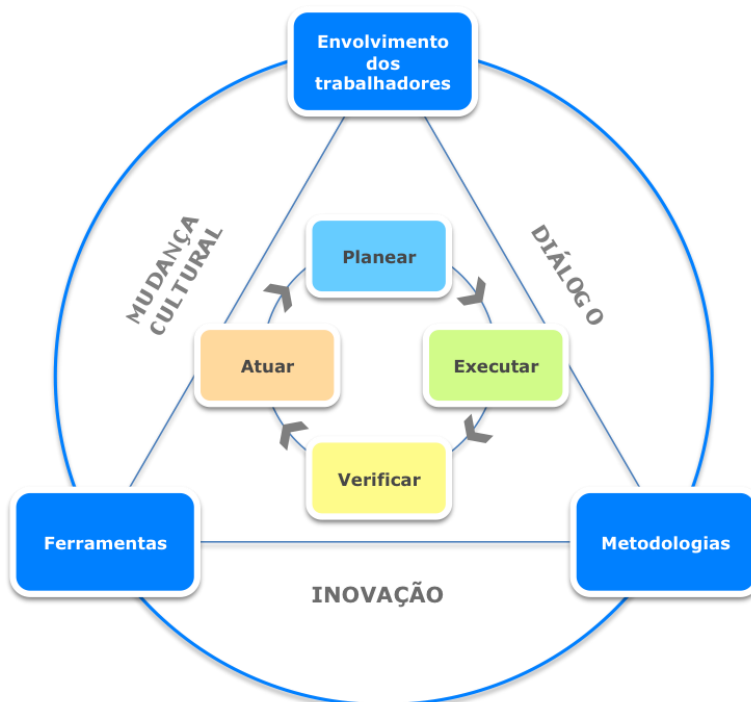 Envolvimento
dos
trabalhadores
MUDANÇA
CULTURAL
DIÁLOGO
Planear
Atuar
Executar
Verificar
Ferramentas
Metodologias
INOVAÇÃO